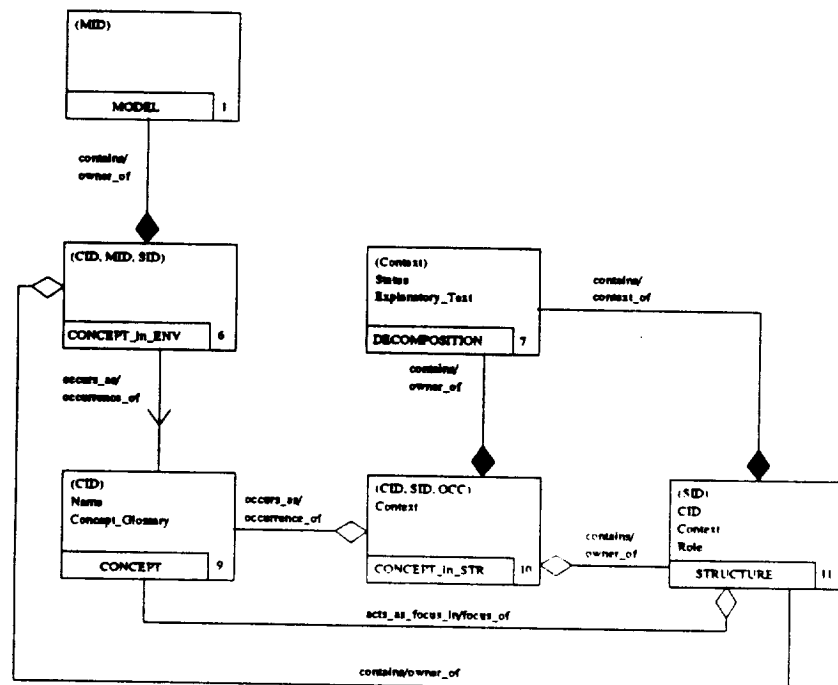 (MID)
MODEL 1
contains/
owner_of
(CID, MID, SID)
CONCEPT_in_ENV 6
(Context)
Status
Explanatory_Text
DECOMPOSITION 7
contains/
context_of
occurs_as/
occurrence_of
contains/
owner_of
(CID)
Name
Concept_Glossary
CONCEPT 9
occurs_as/
occurrence_of
(CID, SID, OCC)
Context
CONCEPT_in_STR 10
contains/
owner_of
(SID)
CID
Context
Role
STRUCTURE 11
acts_as_focus_in/focus_of
contains/owner_of